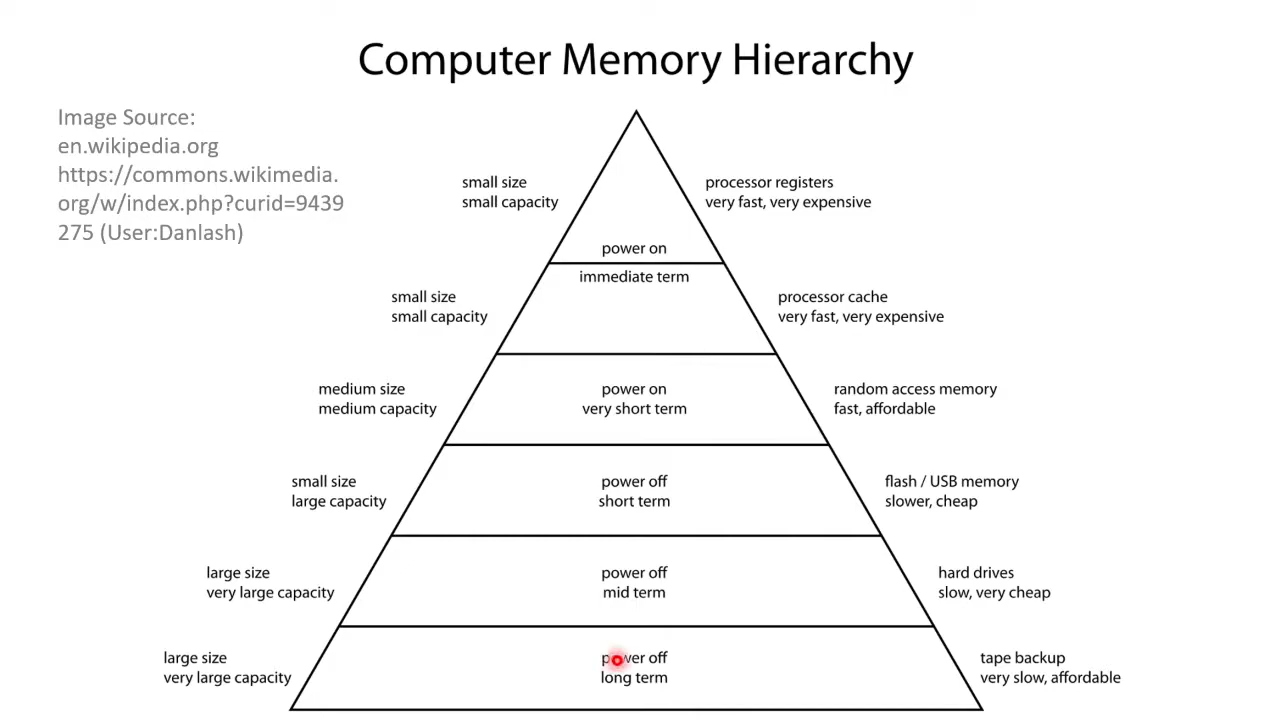 Computer Memory Hierarchy
Image Source:
en.wikipedia.org
https://commons.wikimedia.
org/w/index.php?curid=9439
275 (User:Danlash)
small size
small capacity
processor registers
very fast, very expensive
power on
immediate term
small size
small capacity
processor cache
very fast, very expensive
medium size
medium capacity
power on
very short term
random access memory
fast, affordable
small size
large capacity
power off
short term
flash / USB memory
slower, cheap
large size
very large capacity
power off
mid term
hard drives
slow, very cheap
large size
very large capacity
power off
long term
tape backup
very slow, affordable